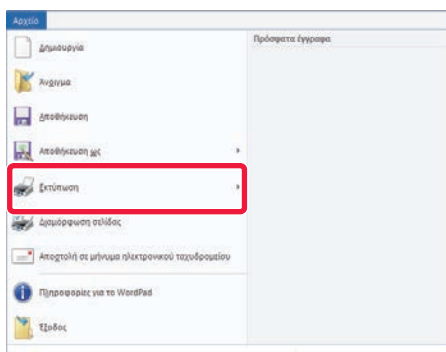 Αρχείο
Δημιουργία
Πρόσφατα έγγραφα
Άνοιγμα
Αποθήκευση
Αποθήκευση ως
Εκτύπωση
Διαμόρφωση σελίδας
Αποστολή σε μήνυμα ηλεκτρονικού ταχυδρομείου
Πληροφορίες για το WordPad
Έξοδος